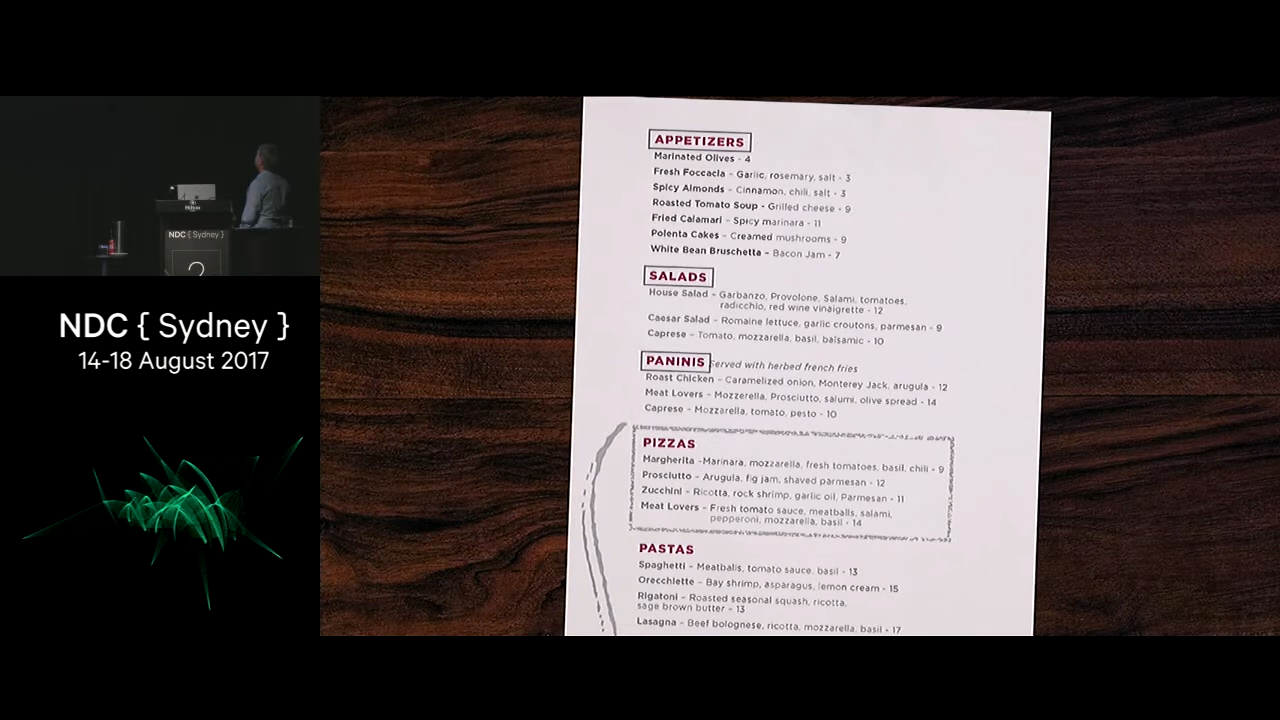 Hilton
NDC { Sydney }
2
NDC { Sydney }
14-18 August 2017
APPETIZERS
Marinated Olives - 4
Fresh Foccacia - Garlic, rosemary, salt - 3
Spicy Almonds - Cinnamon, chili, salt - 3
Roasted Tomato Soup - Grilled cheese - 9
Fried Calamari - Spicy marinara - 11
Polenta Cakes - Creamed mushrooms - 9
White Bean Bruschetta - Bacon Jam - 7
SALADS
House Salad - Garbanzo, Provolone, Salami, tomatoes,
radicchio, red wine vinaigrette - 12
Caesar Salad - Romaine lettuce, garlic croutons, parmesan - 9
Caprese - Tomato, mozzarella, basil, balsamic - 10
PANINIS Served with herbed french fries
Roast Chicken - Caramelized onion, Monterey Jack, arugula - 12
Meat Lovers - Mozzerella, Prosciutto, salumi, olive spread - 14
Caprese - Mozzarella, tomato, pesto - 10
PIZZAS
Margherita -Marinara, mozzarella, fresh tomatoes, basil, chili - 9
Prosciutto - Arugula, fig jam, shaved parmesan - 12
Zucchini - Ricotta, rock shrimp, garlic oil, Parmesan - 11
Meat Lovers - Fresh tomato sauce, meatballs, salami,
pepperoni, mozzarella, basil - 14
PASTAS
Spaghetti - Meatballs, tomato sauce, basil - 13
Orecchiette - Bay shrimp, asparagus, lemon cream - 15
Rigatoni - Roasted seasonal squash, ricotta,
sage brown butter - 13
Lasagna - Beef bolognese, ricotta, mozzarella, basil - 17